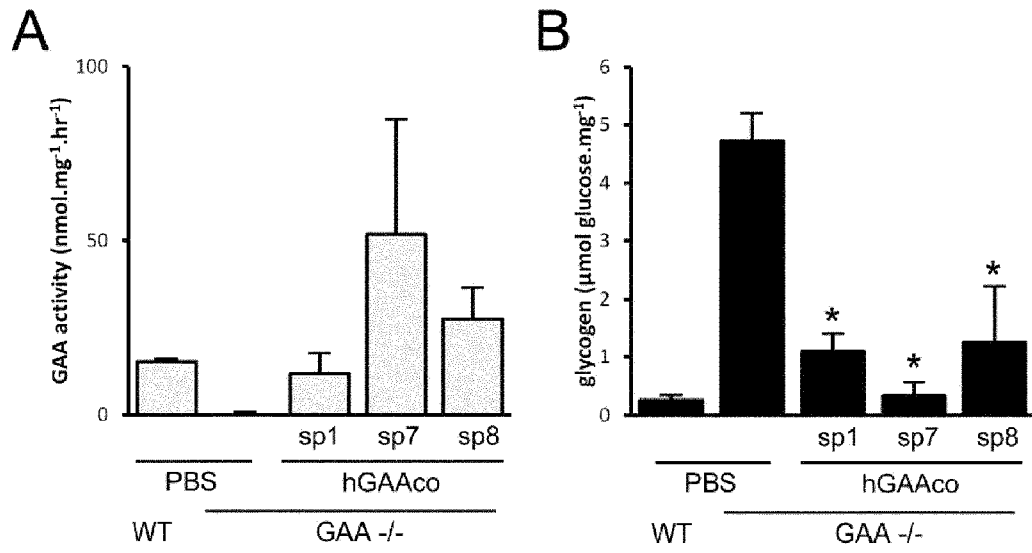 A
B
GAA activity (nmol.mg⁻¹.hr⁻¹)
100
50
0
sp1 sp7 sp8
PBS hGAAco
WT GAA -/-
glycogen (µmol glucose.mg⁻¹)
6
5
4
3
2
1
0
* * *
sp1 sp7 sp8
PBS hGAAco
WT GAA -/-